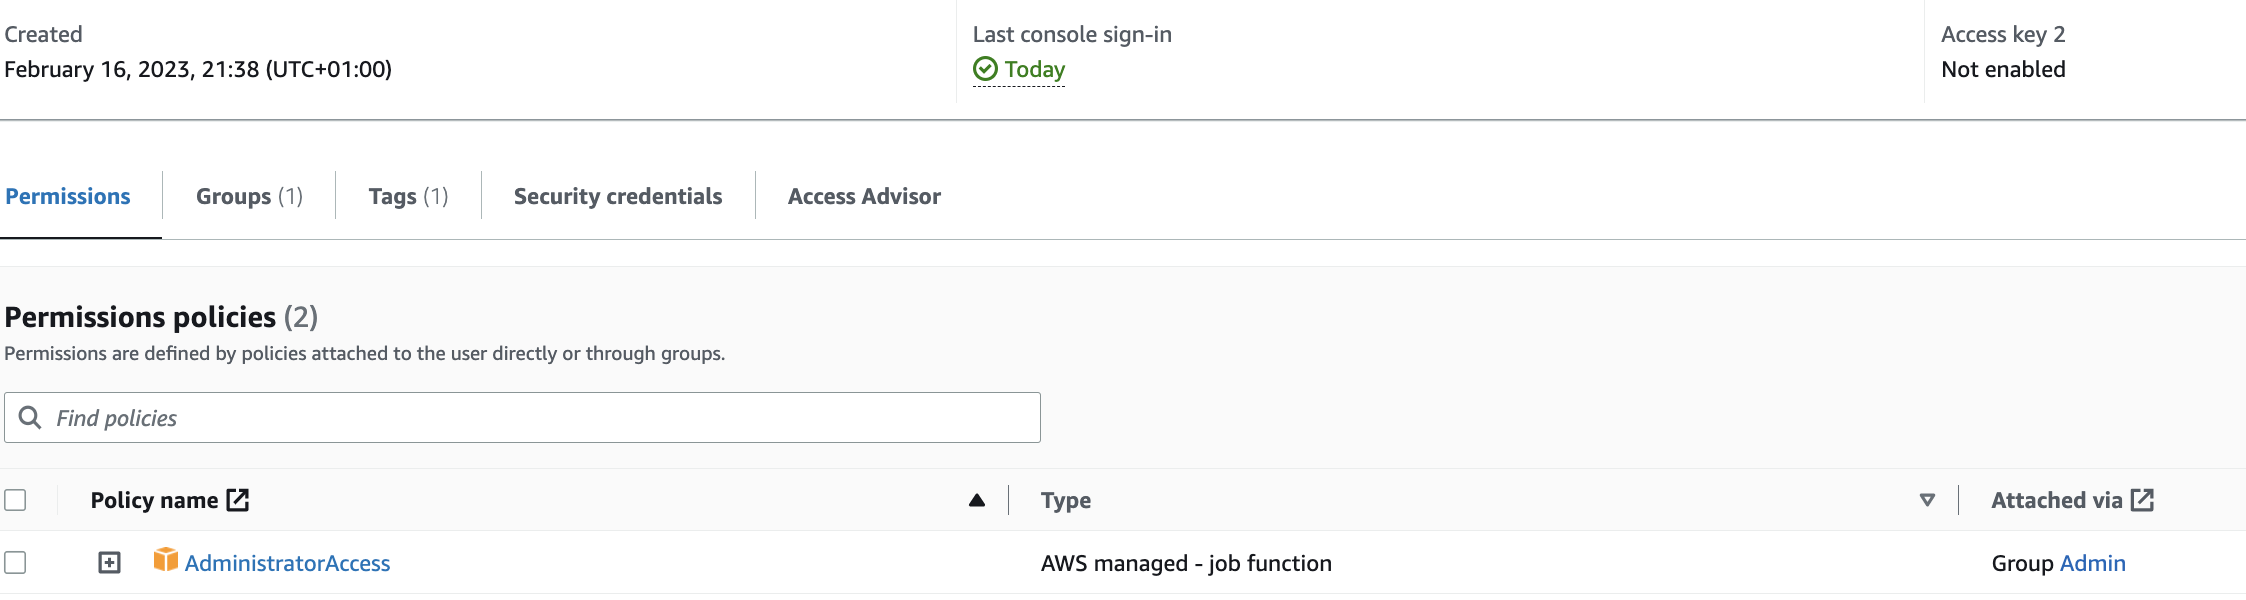 Created
February 16, 2023, 21:38 (UTC+01:00)
Last console sign-in
Today
Access key 2
Not enabled
Permissions
Groups (1)
Tags (1)
Security credentials
Access Advisor
Permissions policies (2)
Permissions are defined by policies attached to the user directly or through groups.
Find policies
Policy name
Type
Attached via
AdministratorAccess
AWS managed - job function
Group Admin